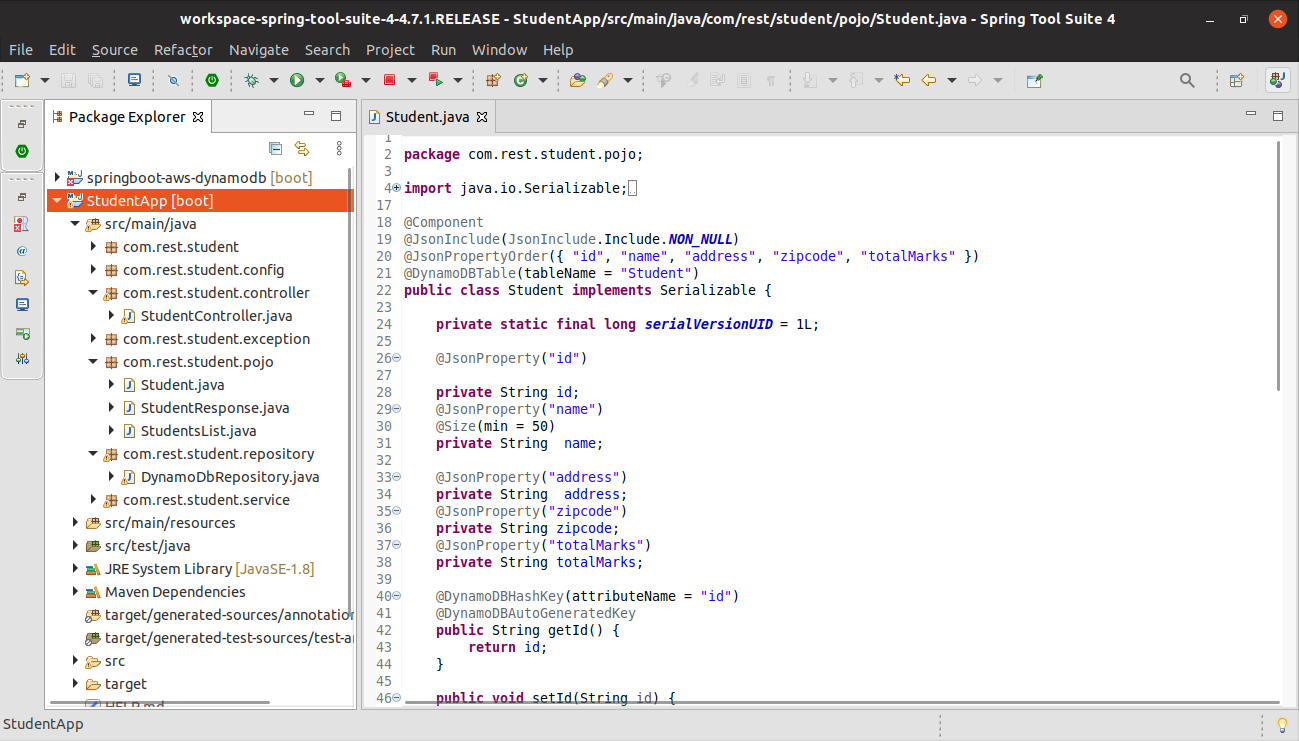 workspace-spring-tool-suite-4-4.7.1.RELEASE - StudentApp/src/main/java/com/rest/student/pojo/Student.java - Spring Tool Suite 4
File Edit Source Refactor Navigate Search Project Run Window Help
Package Explorer
springboot-aws-dynamodb [boot]
StudentApp [boot]
src/main/java
com.rest.student
com.rest.student.config
com.rest.student.controller
StudentController.java
com.rest.student.exception
com.rest.student.pojo
Student.java
StudentResponse.java
StudentsList.java
com.rest.student.repository
DynamoDbRepository.java
com.rest.student.service
src/main/resources
src/test/java
JRE System Library [JavaSE-1.8]
Maven Dependencies
target/generated-sources/annotation
target/generated-test-sources/test-a
src
target
HELP.md
Student.java
1
2 package com.rest.student.pojo;
3
4 import java.io.Serializable;
17
18 @Component
19 @JsonInclude(JsonInclude.Include.NON_NULL)
20 @JsonPropertyOrder({ "id", "name", "address", "zipcode", "totalMarks" })
21 @DynamoDBTable(tableName = "Student")
22 public class Student implements Serializable {
23
24     private static final long serialVersionUID = 1L;
25
26     @JsonProperty("id")
27
28     private String id;
29     @JsonProperty("name")
30     @Size(min = 50)
31     private String  name;
32
33     @JsonProperty("address")
34     private String  address;
35     @JsonProperty("zipcode")
36     private String zipcode;
37     @JsonProperty("totalMarks")
38     private String totalMarks;
39
40     @DynamoDBHashKey(attributeName = "id")
41     @DynamoDBAutoGeneratedKey
42     public String getId() {
43         return id;
44     }
45
46     public void setId(String id) {
StudentApp